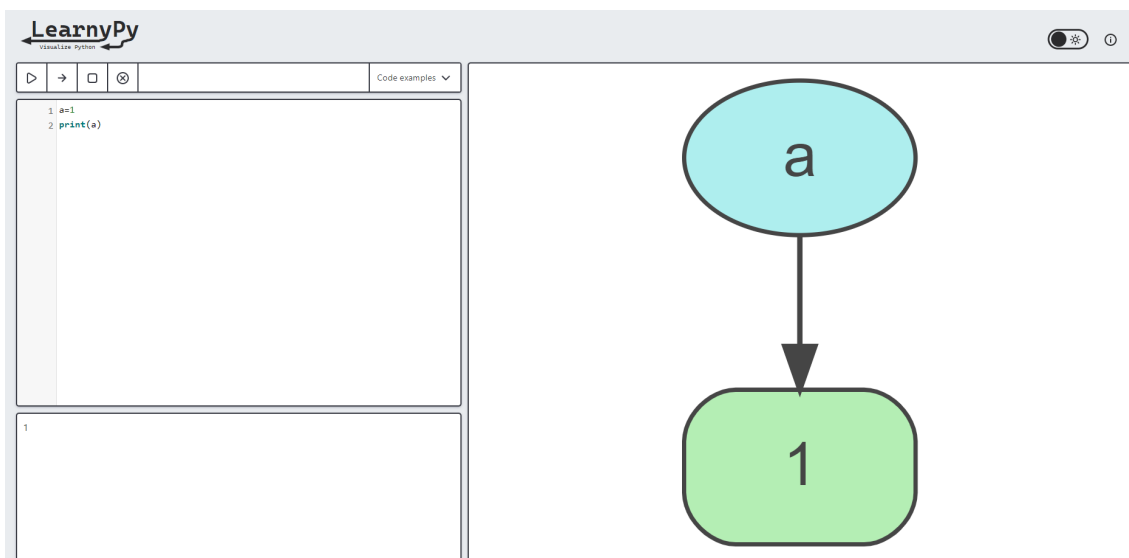 LearnyPy
Visualize Python
Code examples
1 a=1
2 print(a)
1
a
1